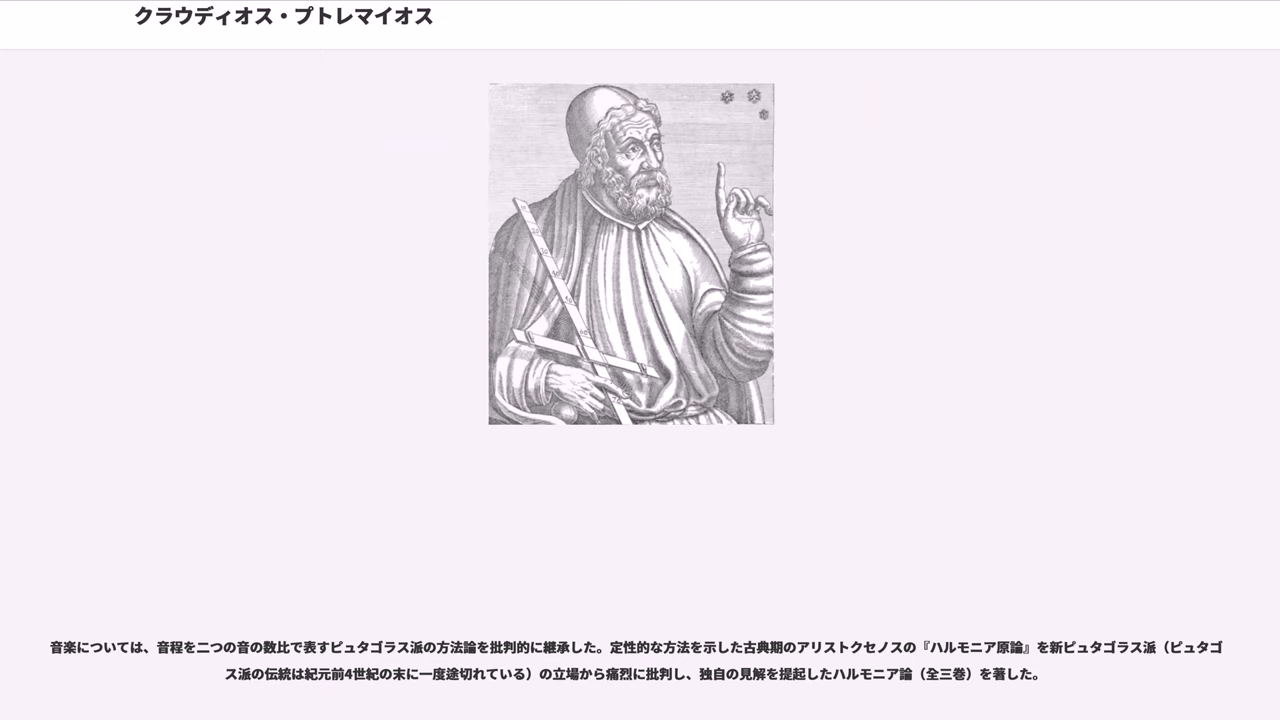 クラウディオス・プトレマイオス
音楽については、音程を二つの音の数比で表すピュタゴラス派の方法論を批判的に継承した。定性的な方法を示した古典期のアリストクセノスの『ハルモニア原論』を新ピュタゴラス派（ピュタゴ
ス派の伝統は紀元前4世紀の末に一度途切れている）の立場から痛烈に批判し、独自の見解を提起したハルモニア論（全三巻）を著した。